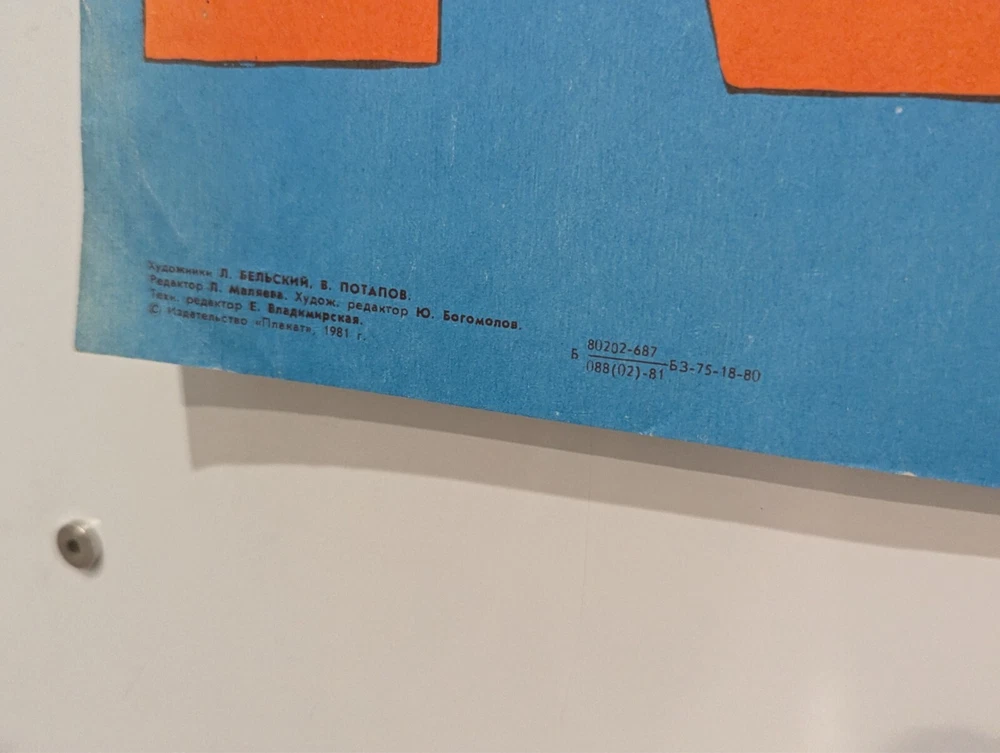 Художники Л. БЕЛЬСКИЙ, В. ПОТАПОВ.
Редактор Л. Маляева. Худож. редактор Ю. Богомолов.
Техн. редактор Е. Владимирская.
© Издательство «Плакат», 1981 г.
Б 80202-687
088(02)-81 БЗ-75-18-80